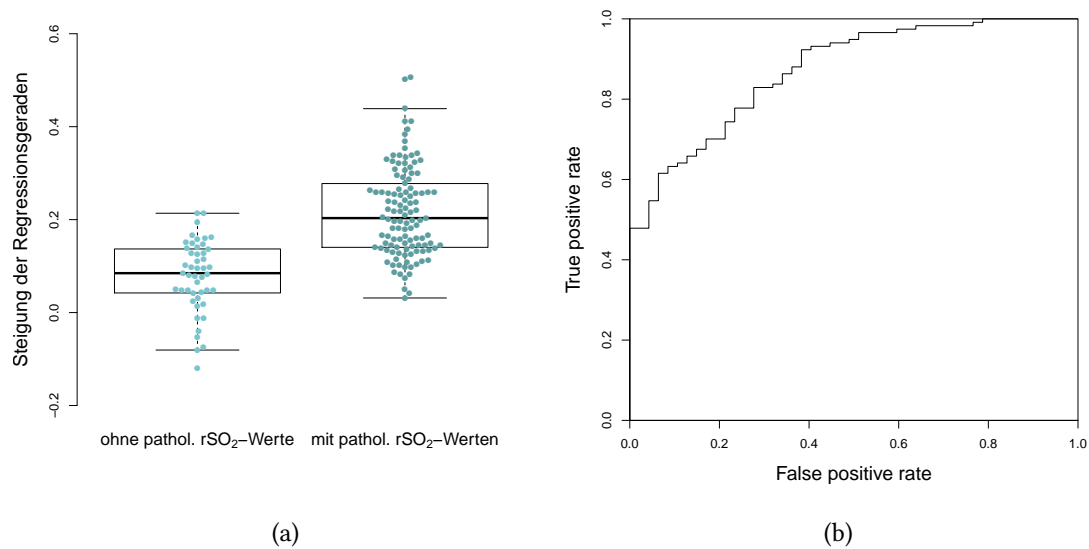 Steigung der Regressionsgeraden
0.6
0.4
0.2
0.0
−0.2
ohne pathol. rSO₂−Werte
mit pathol. rSO₂−Werten
(a)
True positive rate
1.0
0.8
0.6
0.4
0.2
0.0
0.0 0.2 0.4 0.6 0.8 1.0
False positive rate
(b)